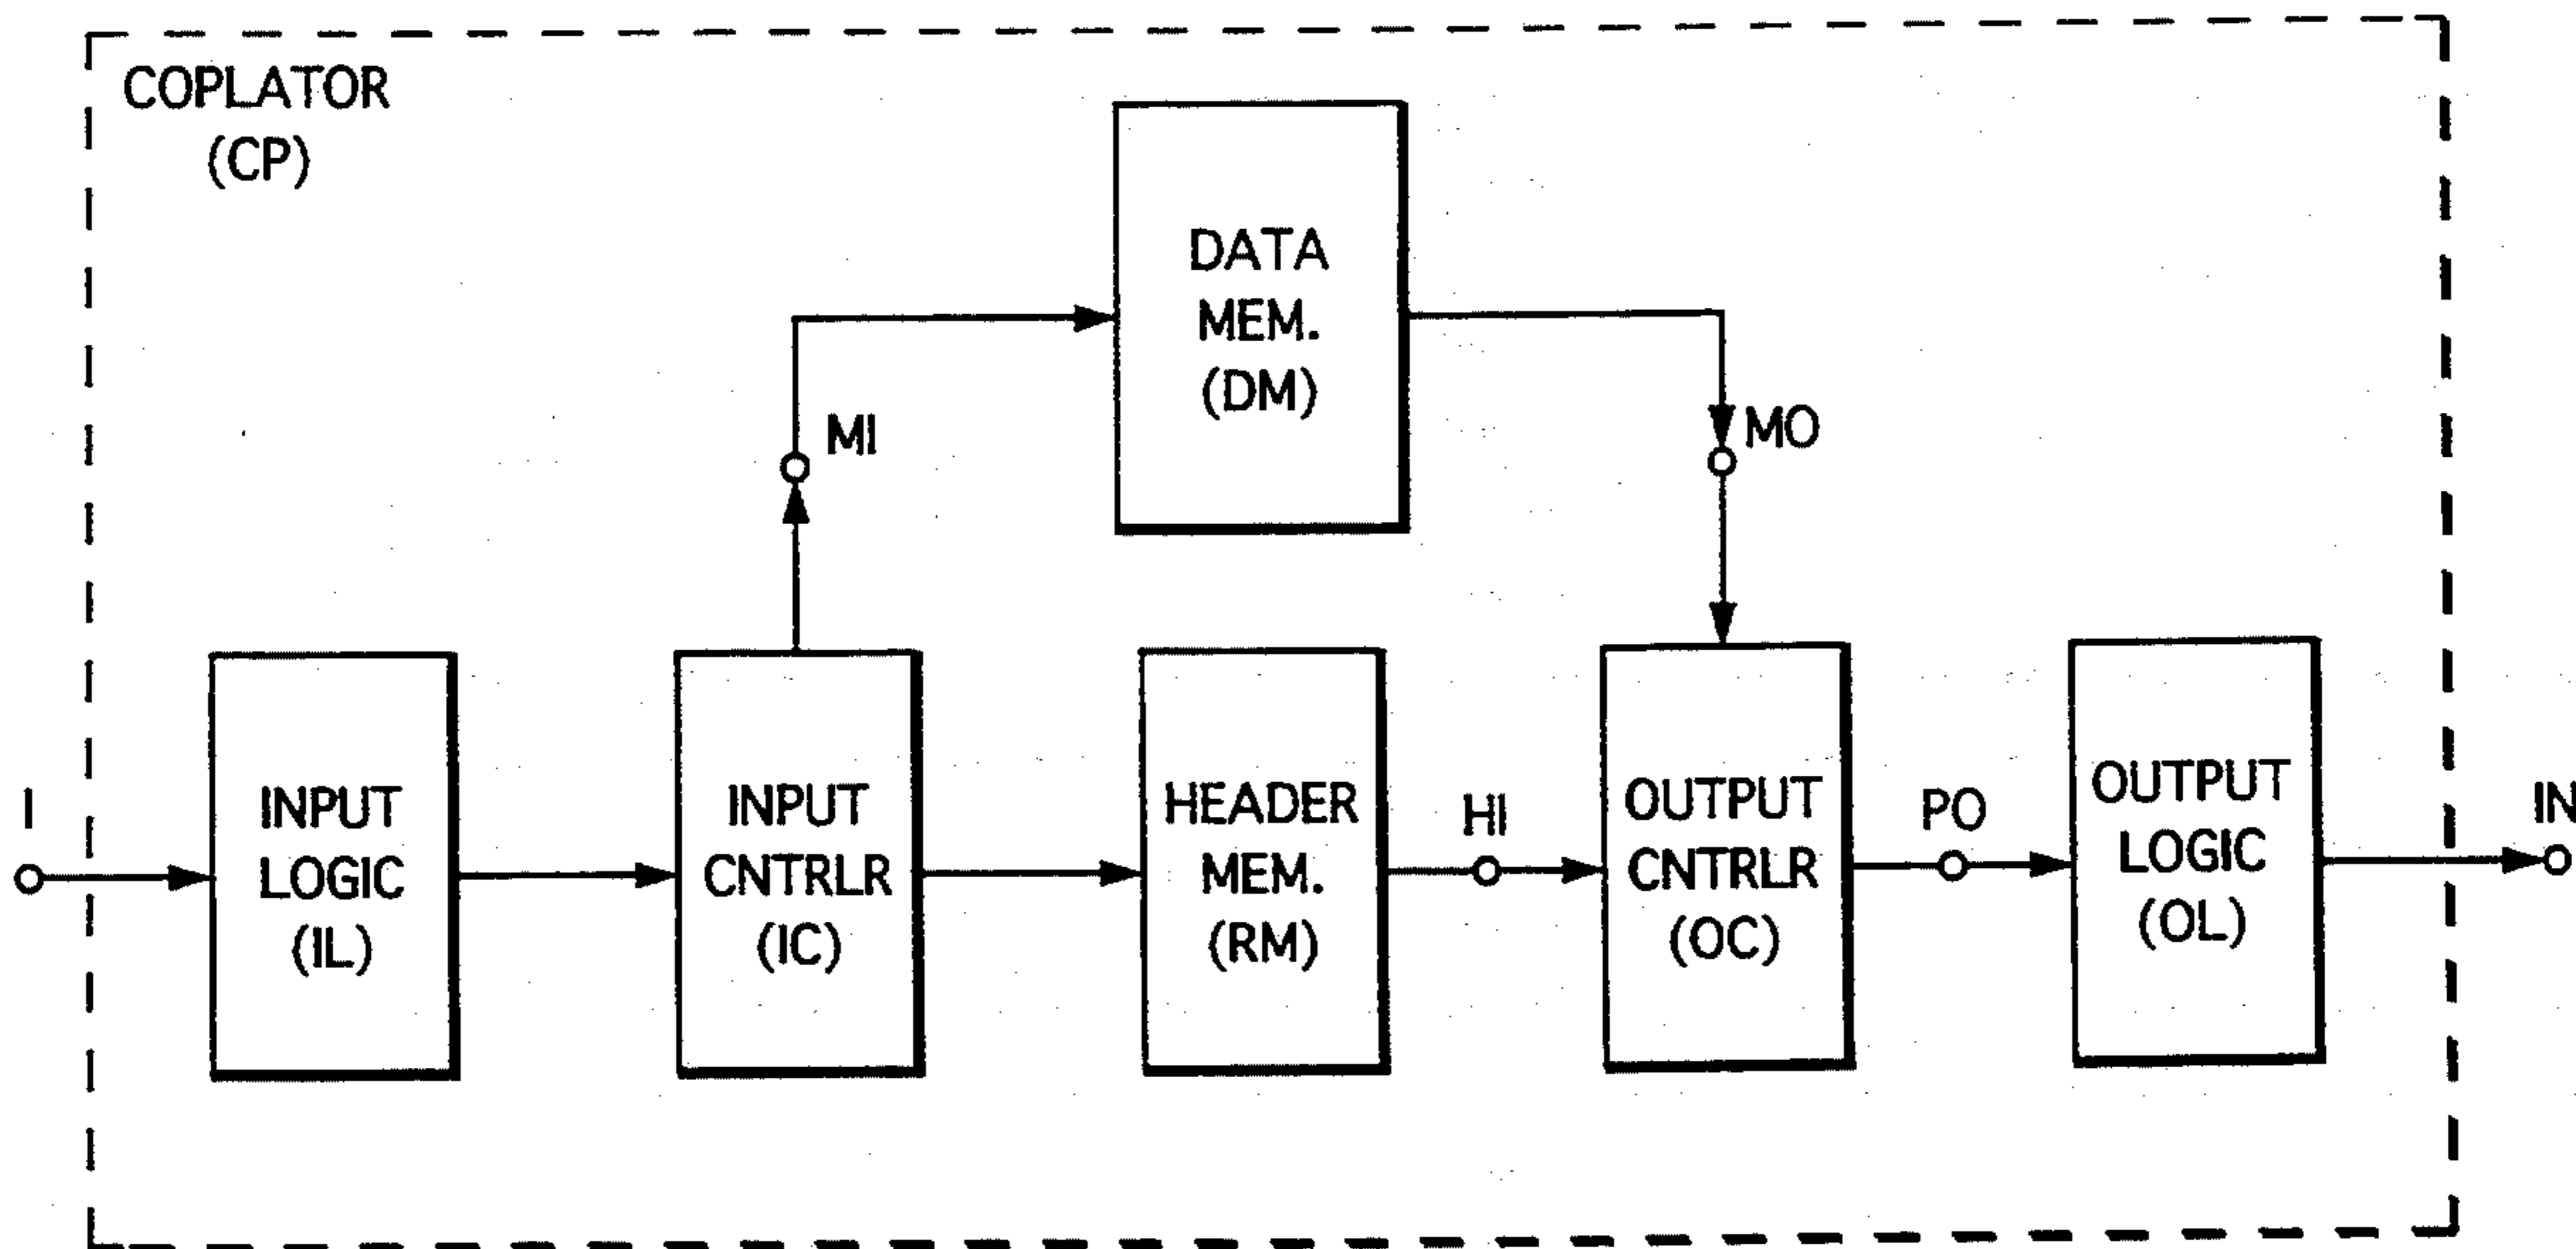 COPLATOR
(CP)
DATA
MEM.
(DM)
MI
MO
I
INPUT
LOGIC
(IL)
INPUT
CNTRLR
(IC)
HEADER
MEM.
(RM)
HI
OUTPUT
CNTRLR
(OC)
PO
OUTPUT
LOGIC
(OL)
IN